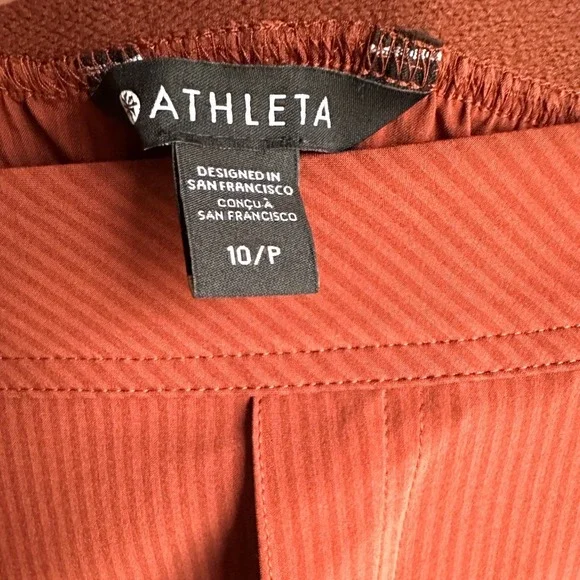 ATHLETA
DESIGNED IN
SAN FRANCISCO
CONÇU À
SAN FRANCISCO
10/P